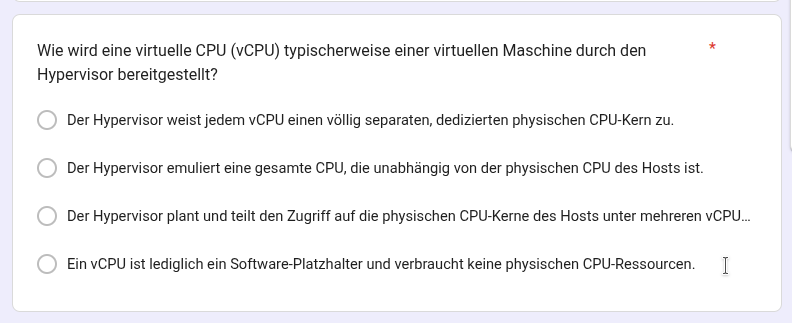 Wie wird eine virtuelle CPU (vCPU) typischerweise einer virtuellen Maschine durch den *
Hypervisor bereitgestellt?
Der Hypervisor weist jedem vCPU einen völlig separaten, dedizierten physischen CPU-Kern zu.
Der Hypervisor emuliert eine gesamte CPU, die unabhängig von der physischen CPU des Hosts ist.
Der Hypervisor plant und teilt den Zugriff auf die physischen CPU-Kerne des Hosts unter mehreren vCPU...
Ein vCPU ist lediglich ein Software-Platzhalter und verbraucht keine physischen CPU-Ressourcen.